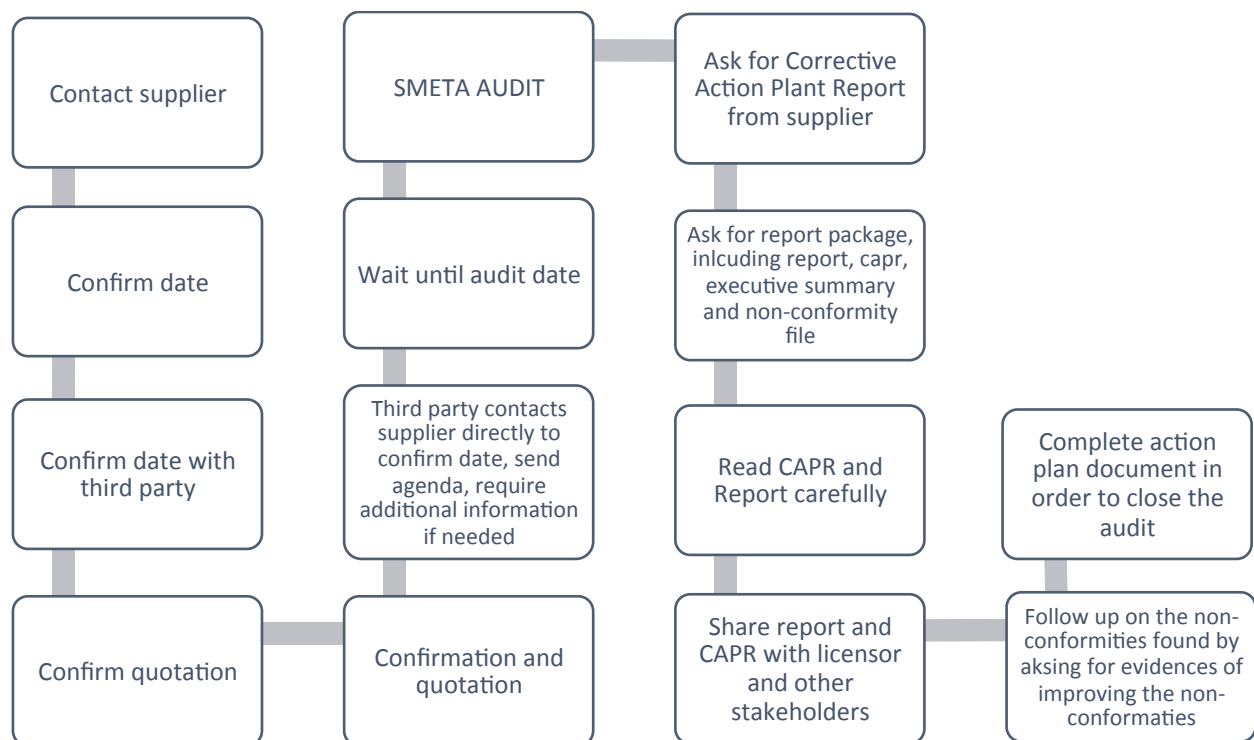 Contact supplier
Confirm date
Confirm date with
third party
Confirm quotation
Confirmation and
quotation
Third party contacts
supplier directly to
confirm date, send
agenda, require
additional information
if needed
Wait until audit date
SMETA AUDIT
Ask for Corrective
Action Plant Report
from supplier
Ask for report package,
inlcuding report, capr,
executive summary
and non-conformity
file
Read CAPR and
Report carefully
Share report and
CAPR with licensor
and other
stakeholders
Follow up on the non-
conformities found by
aksing for evidences of
improving the non-
conformaties
Complete action
plan document in
order to close the
audit